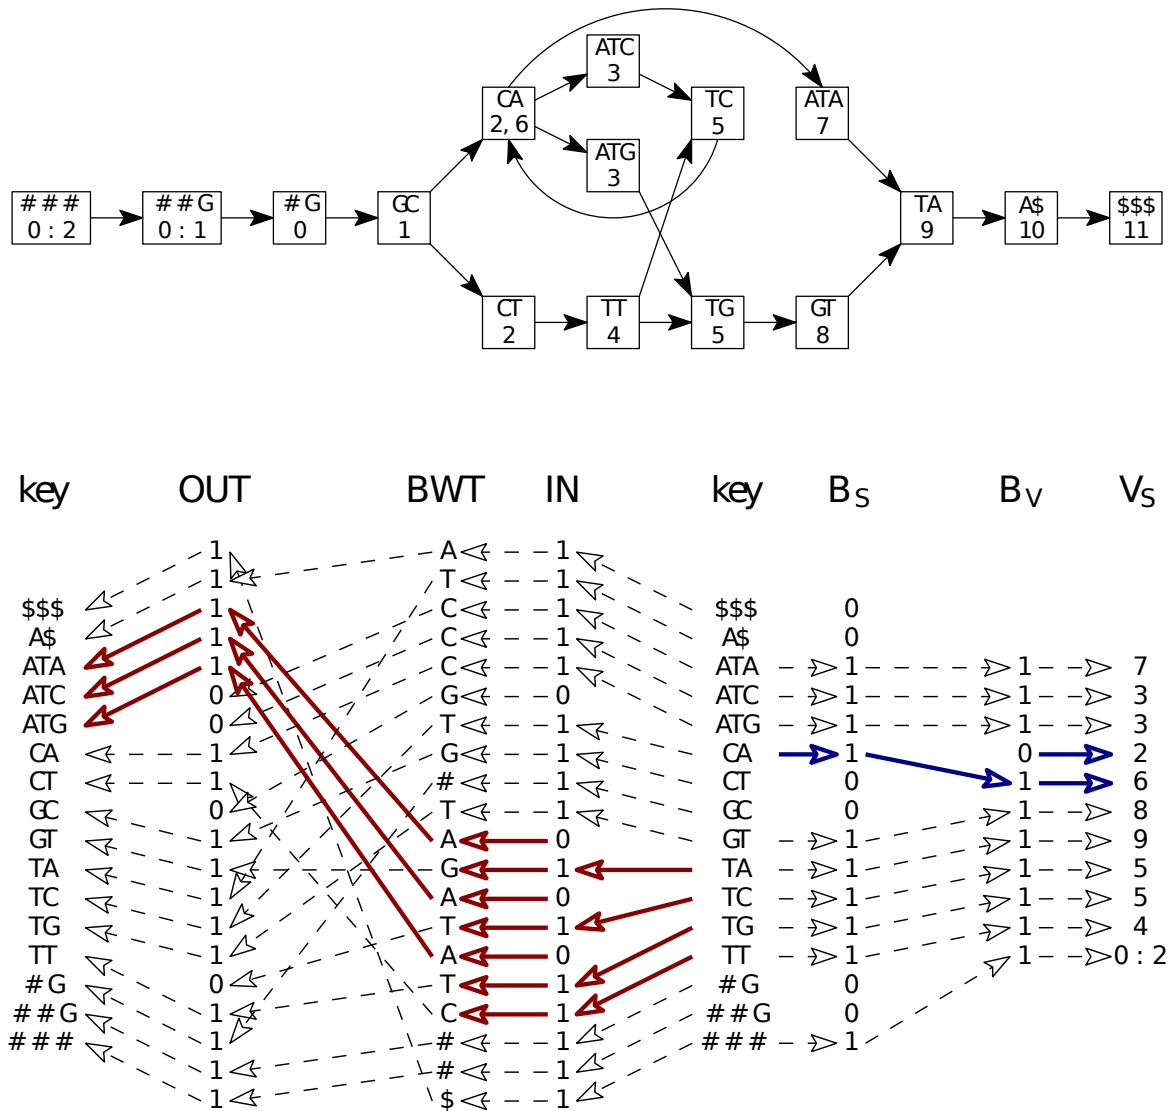 ATC
3
CA TC ATA
2, 6 5 7
ATG
3
### ##G #G GC TA A$ $$$
0 : 2 0 : 1 0 1 9 10 11
CT TT TG GT
2 4 5 8
key OUT BWT IN key BS BV VS
1 A 1
1 T 1
$$$ 1 C 1 $$$ 0
A$ 1 C 1 A$ 0
ATA 1 C 1 ATA 1 1 7
ATC 0 G 0 ATC 1 1 3
ATG 0 T 1 ATG 1 1 3
CA 1 G 1 CA 1 0 2
CT 1 # 1 CT 0 1 6
GC 0 T 1 GC 0 1 8
GT 1 A 0 GT 1 1 9
TA 1 G 1 TA 1 1 5
TC 1 A 0 TC 1 1 5
TG 1 T 1 TG 1 1 4
TT 1 A 0 TT 1 1 0 : 2
#G 0 T 1 #G 0
##G 1 C 1 ##G 0
### 1 # 1 ### 1
1 # 1
1 $ 1